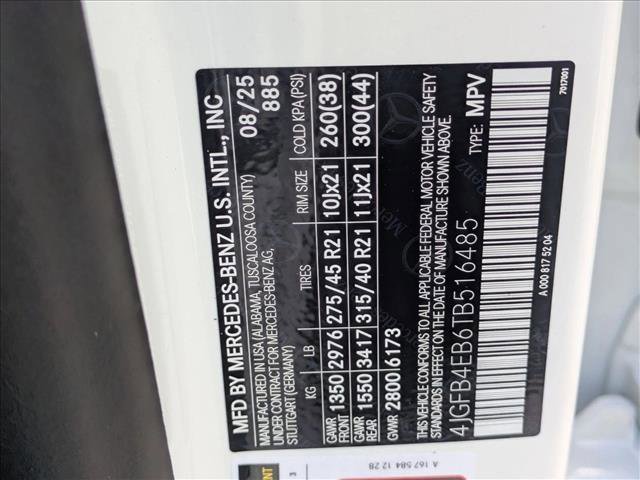 MFD BY MERCEDES-BENZ U.S. INTL., INC
MANUFACTURED IN USA (ALABAMA, TUSCALOOSA COUNTY)
UNDER CONTRACT FOR MERCEDES-BENZ AG,
STUTTGART (GERMANY)
08/25
885
KG LB TIRES RIM SIZE COLD KPA (PSI)
GAWR FRONT 1350 2976 275/45 R21 10Jx21 260(38)
GAWR REAR 1550 3417 315/40 R21 11Jx21 300(44)
GVWR 2800 6173
THIS VEHICLE CONFORMS TO ALL APPLICABLE FEDERAL MOTOR VEHICLE SAFETY
STANDARDS IN EFFECT ON THE DATE OF MANUFACTURE SHOWN ABOVE.
4JGFB4EB6TB516485 TYPE: MPV
A 000 817 52 04
7017001
A 167 584 12 28
3